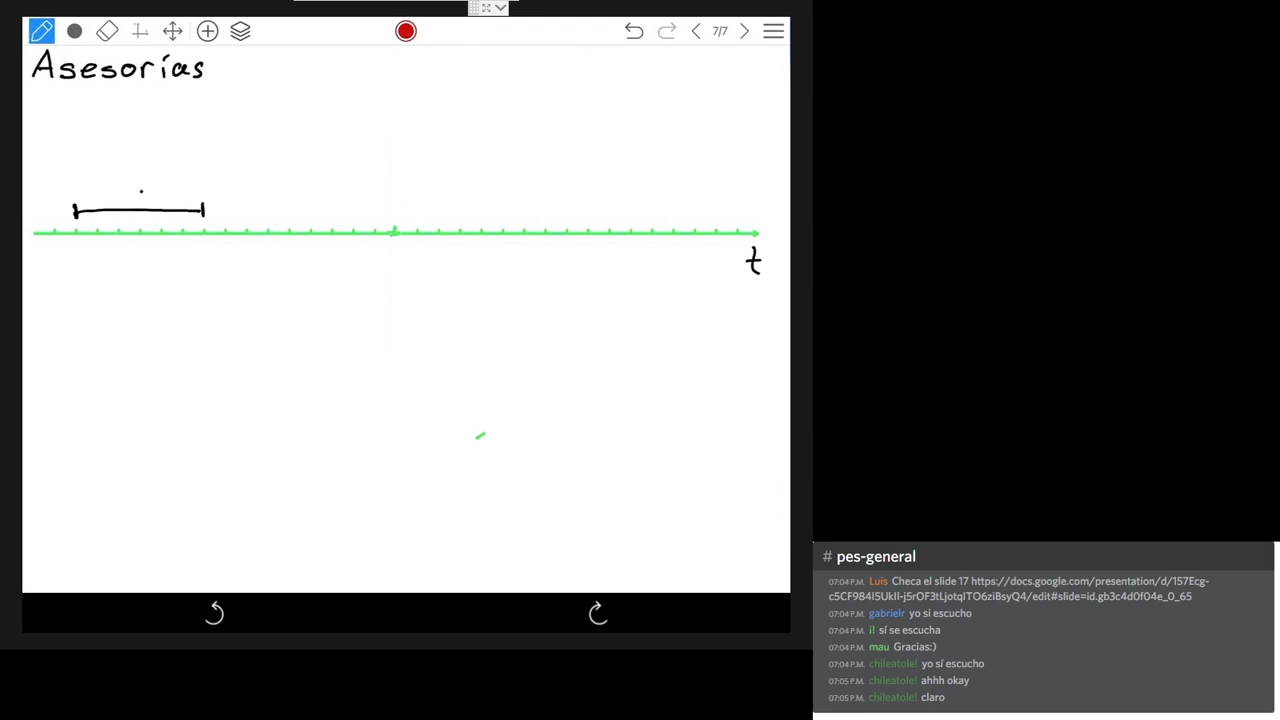 7/7
Asesorías
t
# pes-general
07:04 P.M. Luis Checa el slide 17 https://docs.google.com/presentation/d/157Ecg-
c5CF984I5UkII-j5rOF3tLjotqITO6ziBsyQ4/edit#slide=id.gb3c4d0f04e_0_65
07:04 P.M. gabrielr yo si escucho
07:04 P.M. i! sí se escucha
07:04 P.M. mau Gracias:)
07:04 P.M. chileatole! yo sí escucho
07:05 P.M. chileatole! ahhh okay
07:05 P.M. chileatole! claro